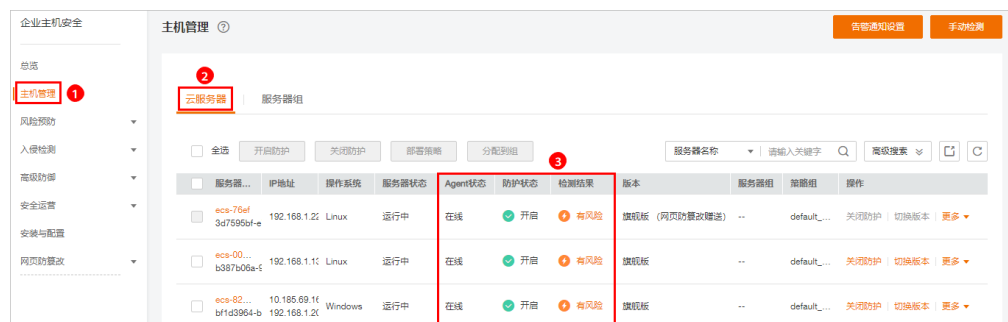 企业主机安全
总览
主机管理 1
风险预防
入侵检测
高级防御
安全运营
安装与配置
网页防篡改
主机管理 ?
告警通知设置 手动检测
2
云服务器 服务器组
全选 开启防护 关闭防护 部署策略 分配到组 3 服务器名称 请输入关键字 高级搜索
服务器... IP地址 操作系统 服务器状态 Agent状态 防护状态 检测结果 版本 服务器组 策略组 操作
ecs-76ef
3d7595bf-e 192.168.1.22 Linux 运行中 在线 开启 有风险 旗舰版 (网页防篡改赠送) -- default_... 关闭防护 切换版本 更多
ecs-00...
b387b06a-9 192.168.1.13 Linux 运行中 在线 开启 有风险 旗舰版 -- default_... 关闭防护 切换版本 更多
ecs-82... 10.185.69.16
bf1d3964-b 192.168.1.20 Windows 运行中 在线 开启 有风险 旗舰版 -- default_... 关闭防护 切换版本 更多